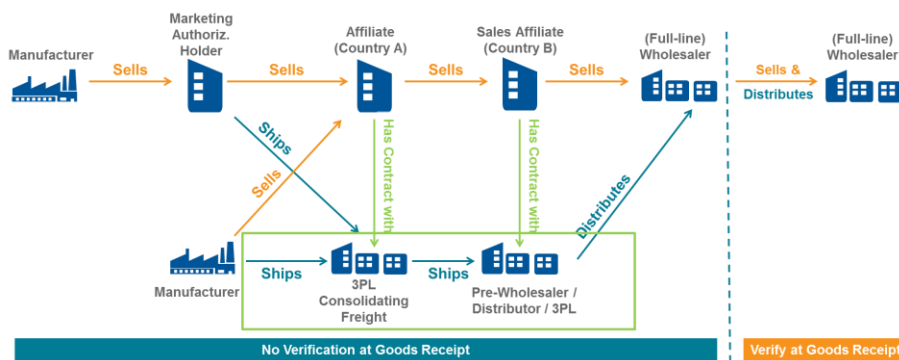 Manufacturer
Marketing
Authoriz.
Holder
Affiliate
(Country A)
Sales Affiliate
(Country B)
(Full-line)
Wholesaler
(Full-line)
Wholesaler
Sells
Sells
Sells
Sells
Sells &
Distributes
Ships
Sells
Has Contract with
Has Contract with
Distributes
Manufacturer
Ships
3PL
Consolidating
Freight
Ships
Pre-Wholesaler /
Distributor / 3PL
No Verification at Goods Receipt
Verify at Goods Receipt